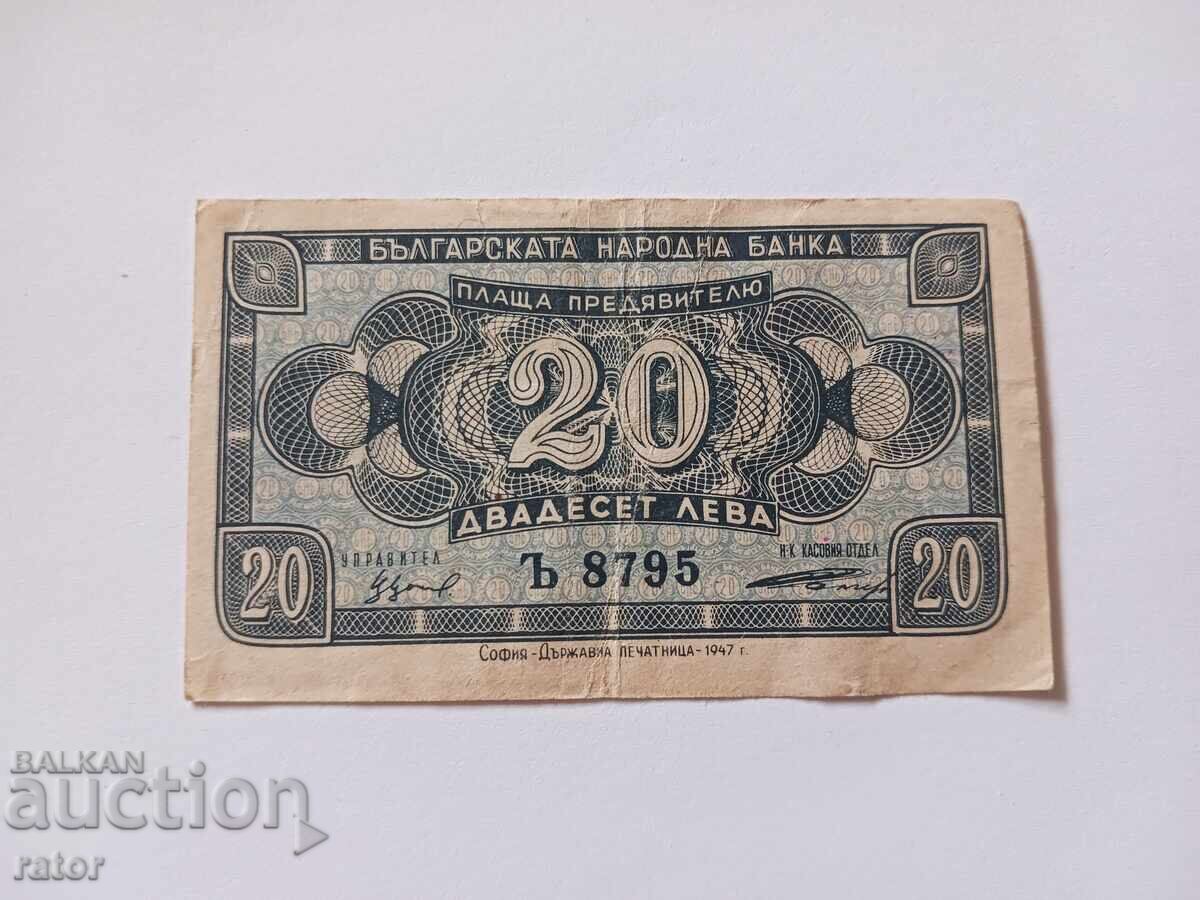 БЪЛГАРСКАТА НАРОДНА БАНКА
ПЛАЩА ПРЕДЯВИТЕЛЮ
20
ДВАДЕСЕТ ЛЕВА
УПРАВИТЕЛ
Н-К КАСОВИЯ ОТДЕЛ
20
Ъ 8795
20
СОФИЯ - ДЪРЖАВНА ПЕЧАТНИЦА - 1947 г.
BALKAN
auction
rator